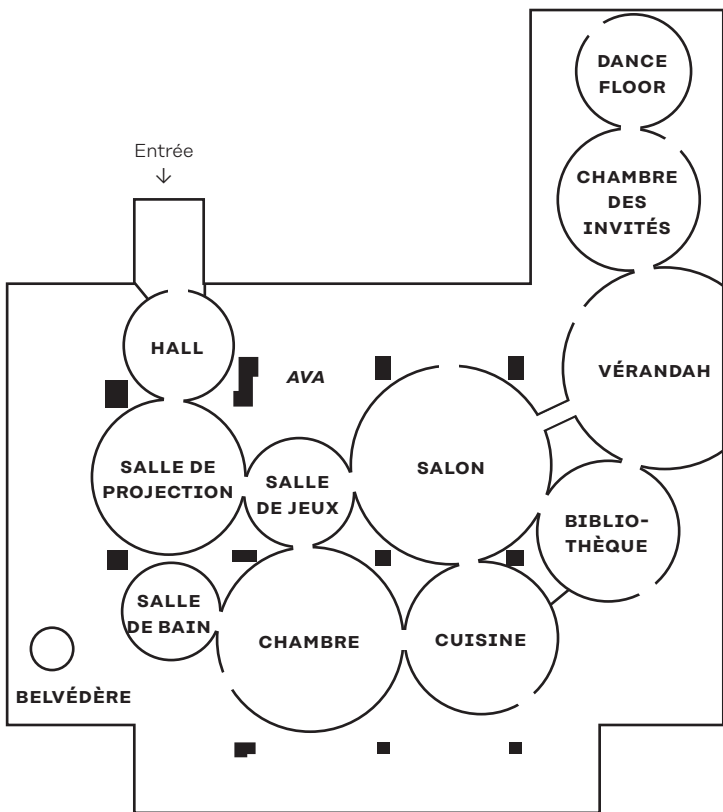 DANCE
FLOOR
Entrée
↓
CHAMBRE
DES
INVITÉS
HALL
AVA
VÉRANDAH
SALLE DE
PROJECTION
SALLE
DE JEUX
SALON
BIBLIO-
THÈQUE
SALLE
DE BAIN
CHAMBRE
CUISINE
BELVÉDÈRE